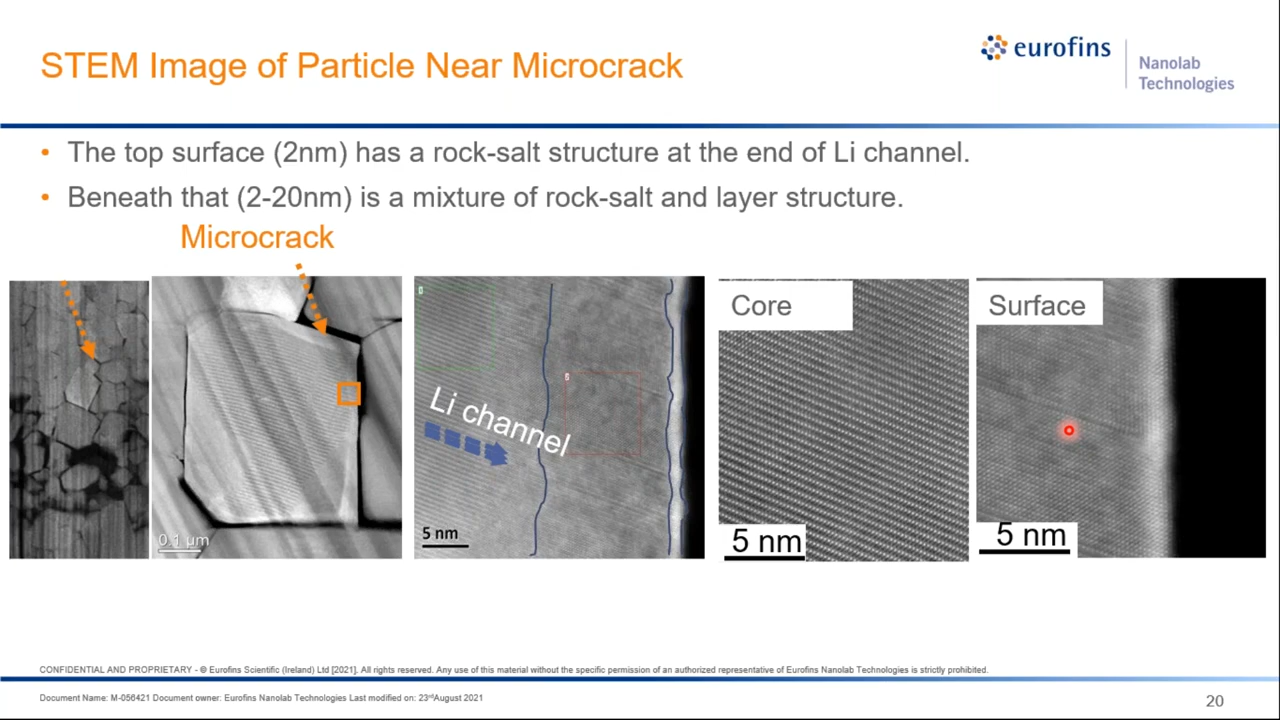 STEM Image of Particle Near Microcrack
eurofins
Nanolab
Technologies
• The top surface (2nm) has a rock-salt structure at the end of Li channel.
• Beneath that (2-20nm) is a mixture of rock-salt and layer structure.
Microcrack
0.1 µm
Li channel
5 nm
Core
5 nm
Surface
5 nm
CONFIDENTIAL AND PROPRIETARY - © Eurofins Scientific (Ireland) Ltd [2021]. All rights reserved. Any use of this material without the specific permission of an authorized representative of Eurofins Nanolab Technologies is strictly prohibited.
Document Name: M-056421 Document owner: Eurofins Nanolab Technologies Last modified on: 23rdAugust 2021
20